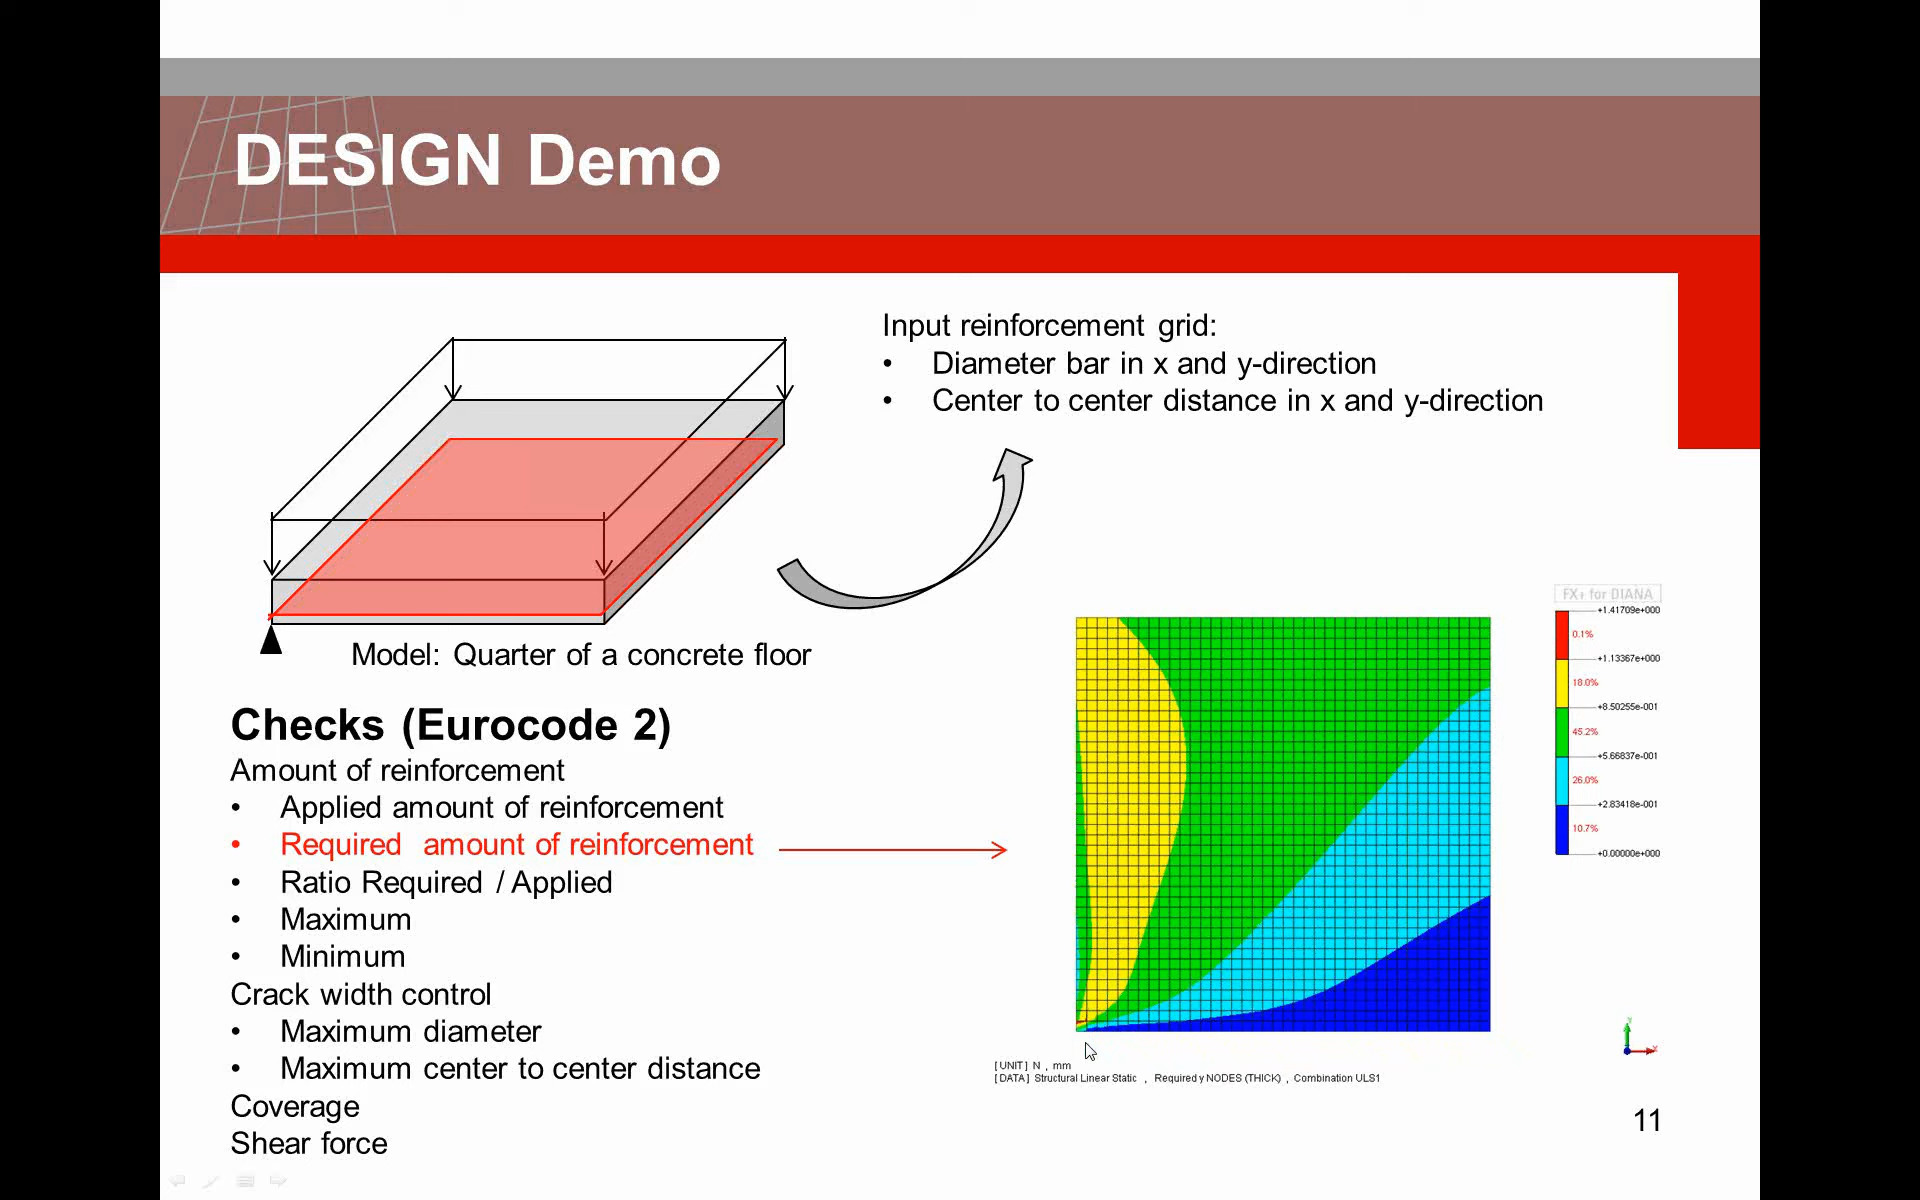 DESIGN Demo
Input reinforcement grid:
• Diameter bar in x and y-direction
• Center to center distance in x and y-direction
Model: Quarter of a concrete floor
Checks (Eurocode 2)
Amount of reinforcement
• Applied amount of reinforcement
• Required amount of reinforcement
• Ratio Required / Applied
• Maximum
• Minimum
Crack width control
• Maximum diameter
• Maximum center to center distance
Coverage
Shear force
FX+ for DIANA
+1.41709e+000
0.1%
+1.13367e+000
18.0%
+8.50255e-001
45.2%
+5.66837e-001
26.0%
+2.83418e-001
10.7%
+0.00000e+000
Y
X
[UNIT] N , mm
[DATA] Structural Linear Static , Required y NODES (THICK) , Combination ULS1
11